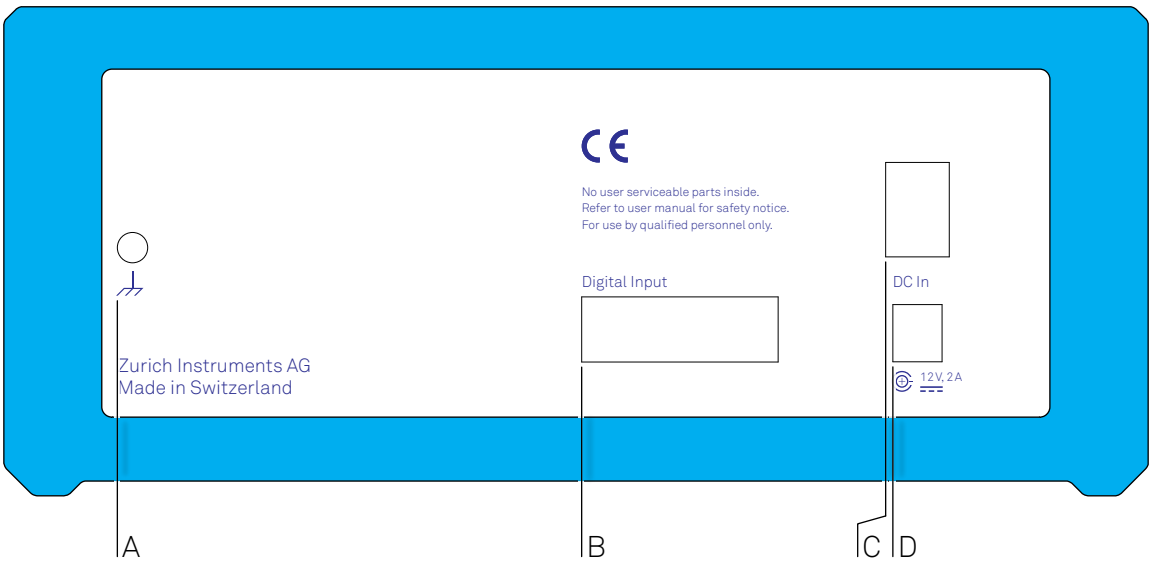 CE
No user serviceable parts inside.
Refer to user manual for safety notice.
For use by qualified personnel only.
Digital Input
DC In
Zurich Instruments AG
Made in Switzerland
12V, 2A
A
B
C
D